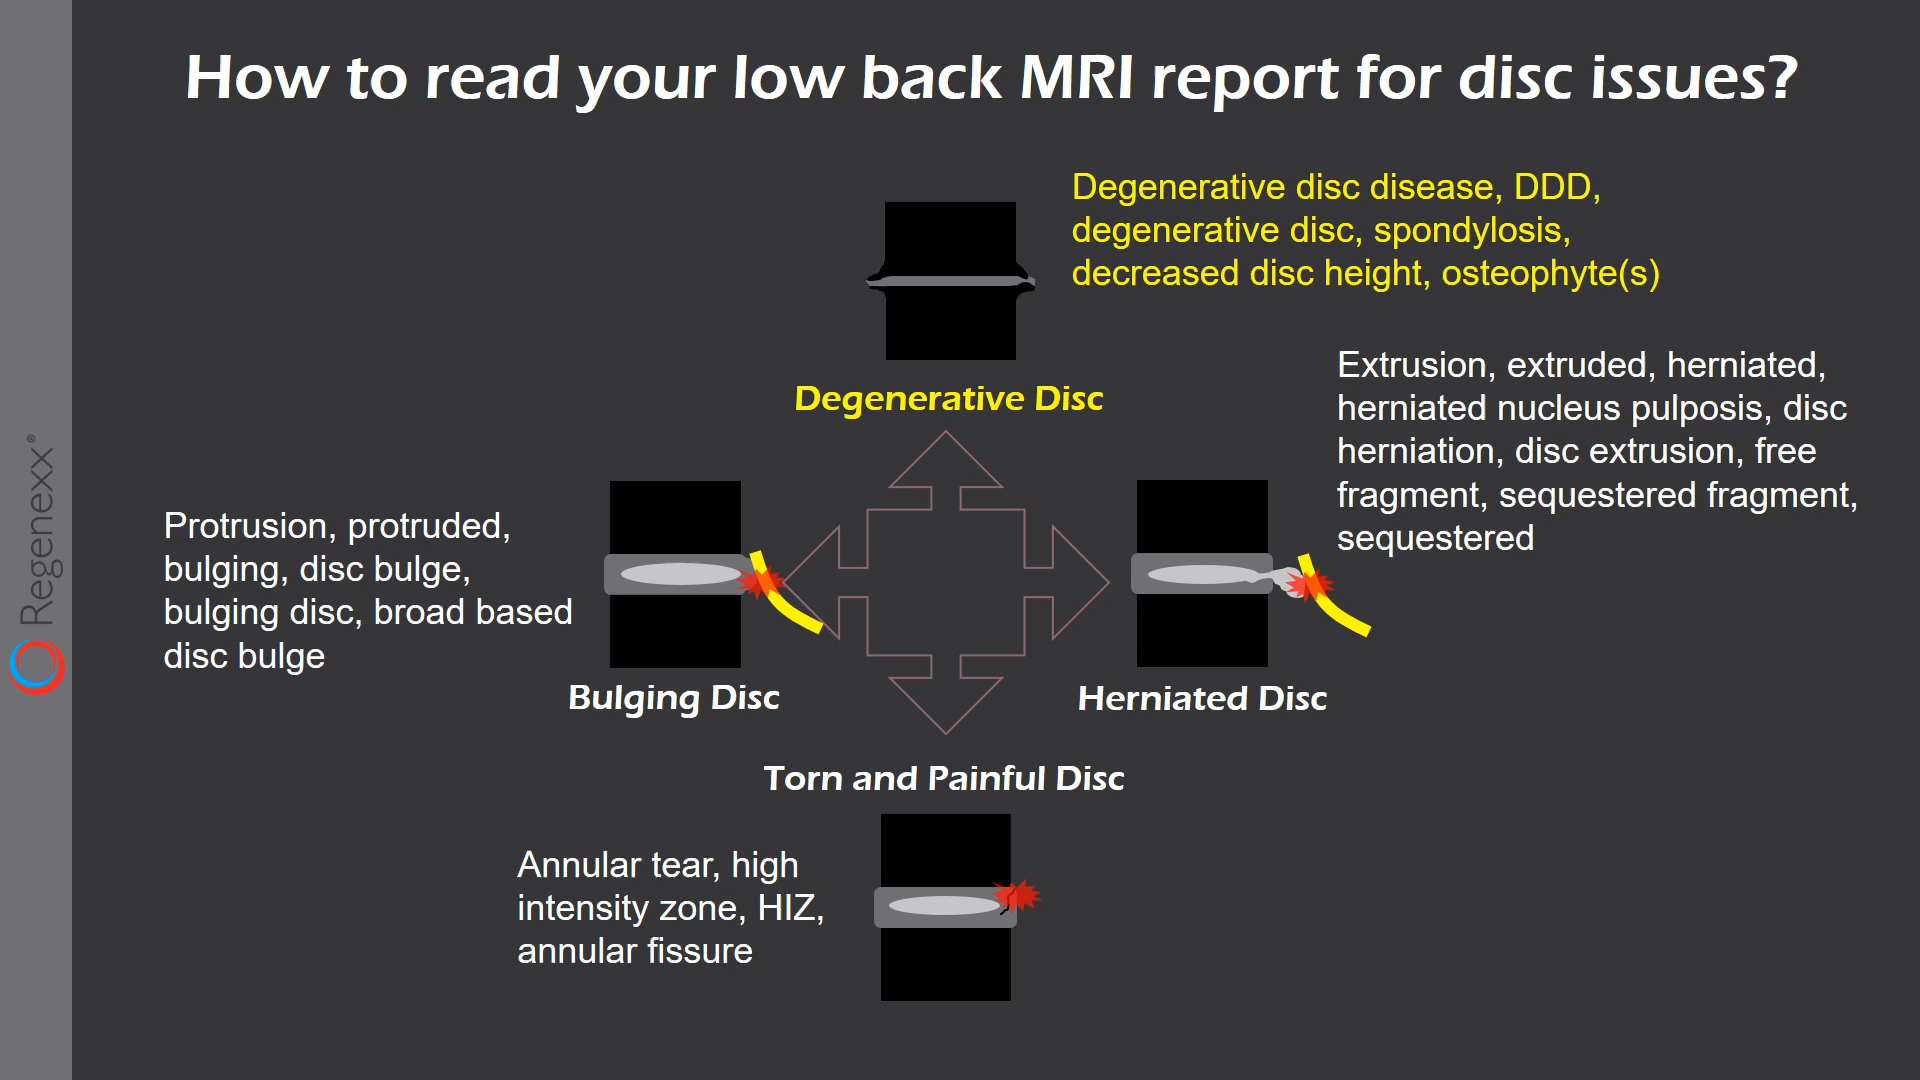 How to read your low back MRI report for disc issues?
Degenerative disc disease, DDD,
degenerative disc, spondylosis,
decreased disc height, osteophyte(s)
Degenerative Disc
Extrusion, extruded, herniated,
herniated nucleus pulposis, disc
herniation, disc extrusion, free
fragment, sequestered fragment,
sequestered
Herniated Disc
Protrusion, protruded,
bulging, disc bulge,
bulging disc, broad based
disc bulge
Bulging Disc
Torn and Painful Disc
Annular tear, high
intensity zone, HIZ,
annular fissure
Regenexx®